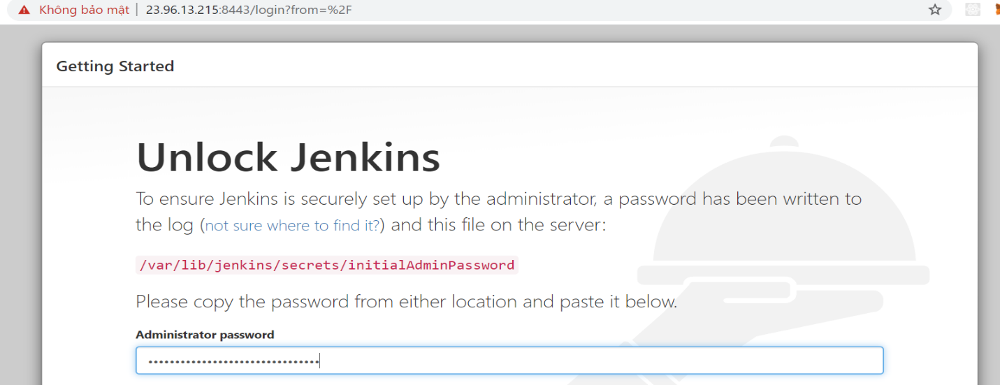 Không bảo mật | 23.96.13.215:8443/login?from=%2F
Getting Started
Unlock Jenkins
To ensure Jenkins is securely set up by the administrator, a password has been written to
the log (not sure where to find it?) and this file on the server:
/var/lib/jenkins/secrets/initialAdminPassword
Please copy the password from either location and paste it below.
Administrator password